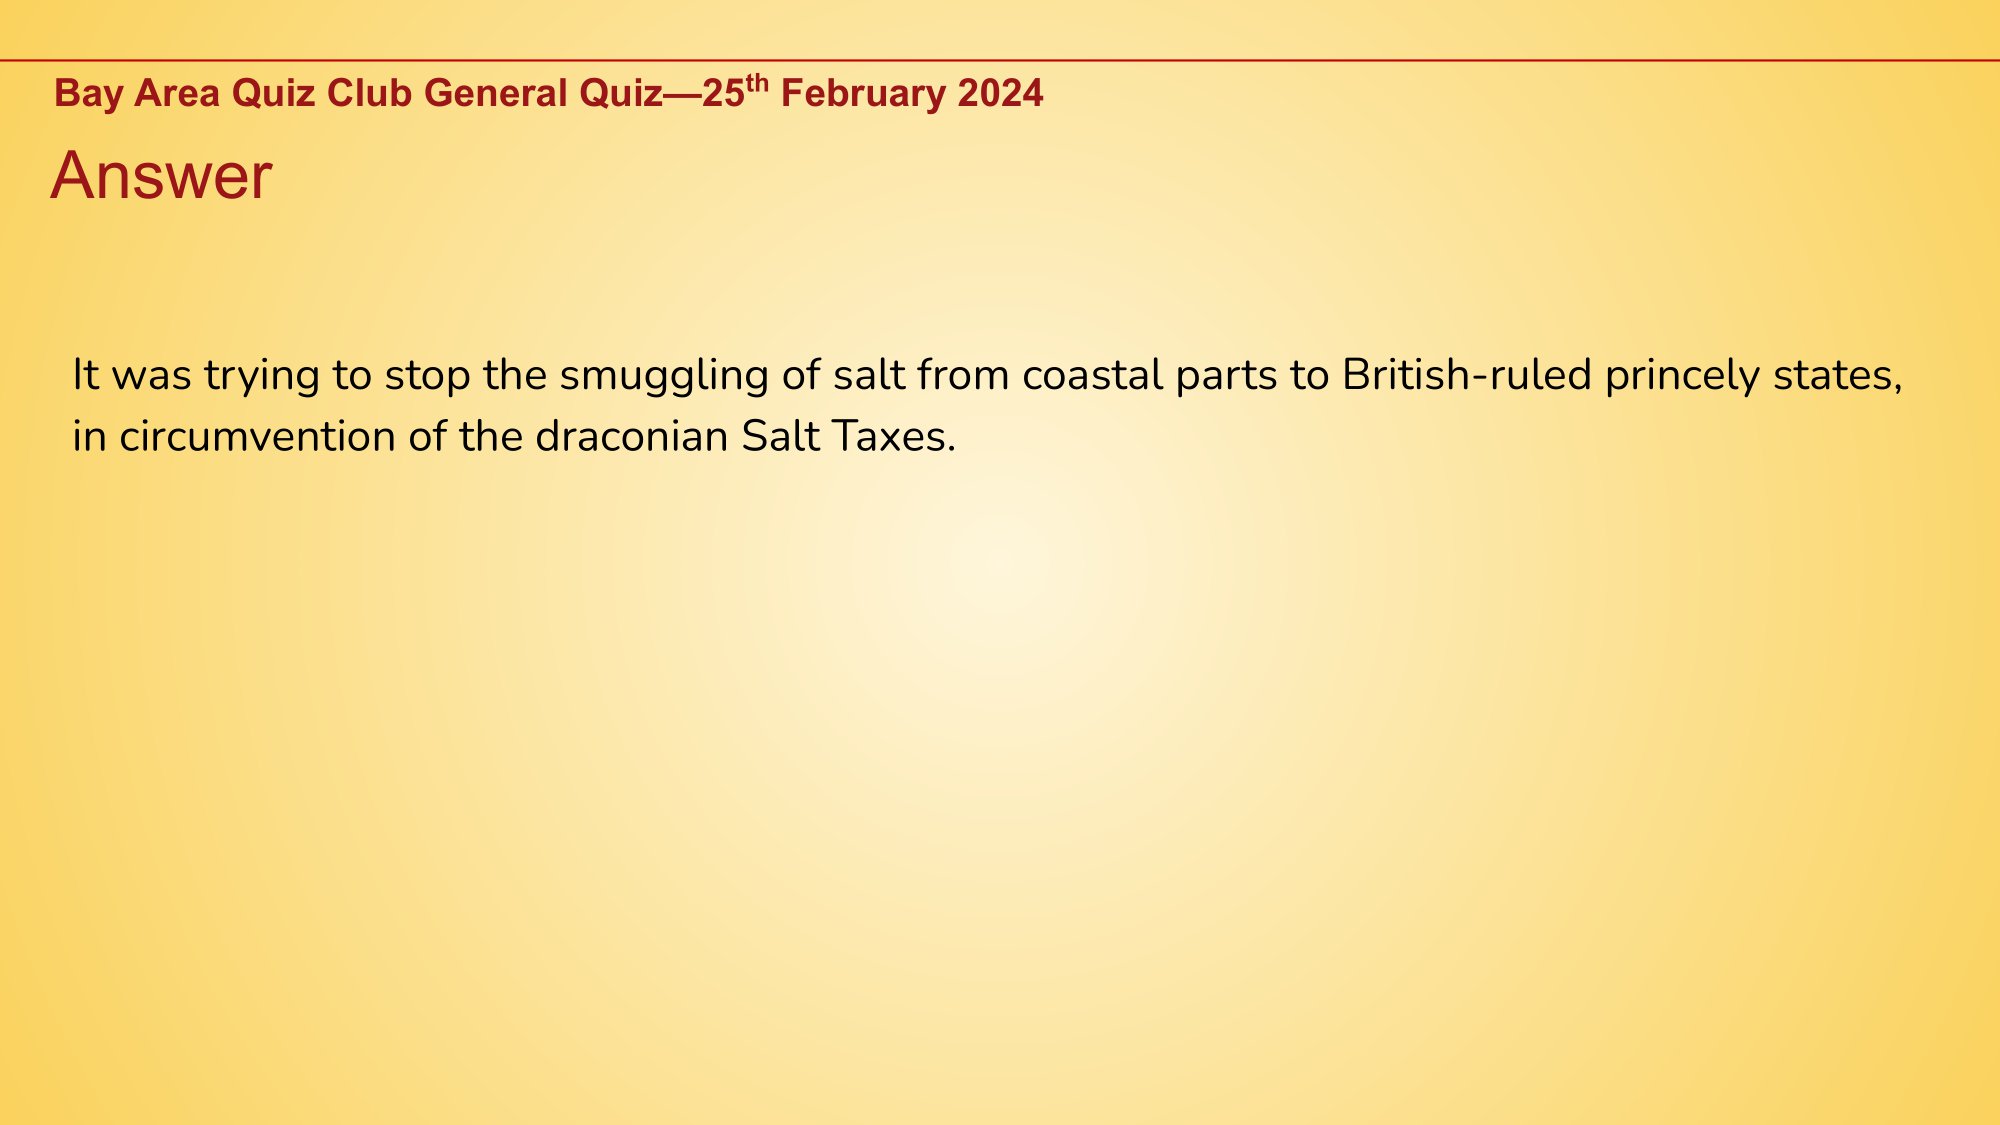 Bay Area Quiz Club General Quiz—25th February 2024
Answer
It was trying to stop the smuggling of salt from coastal parts to British-ruled princely states,
in circumvention of the draconian Salt Taxes.